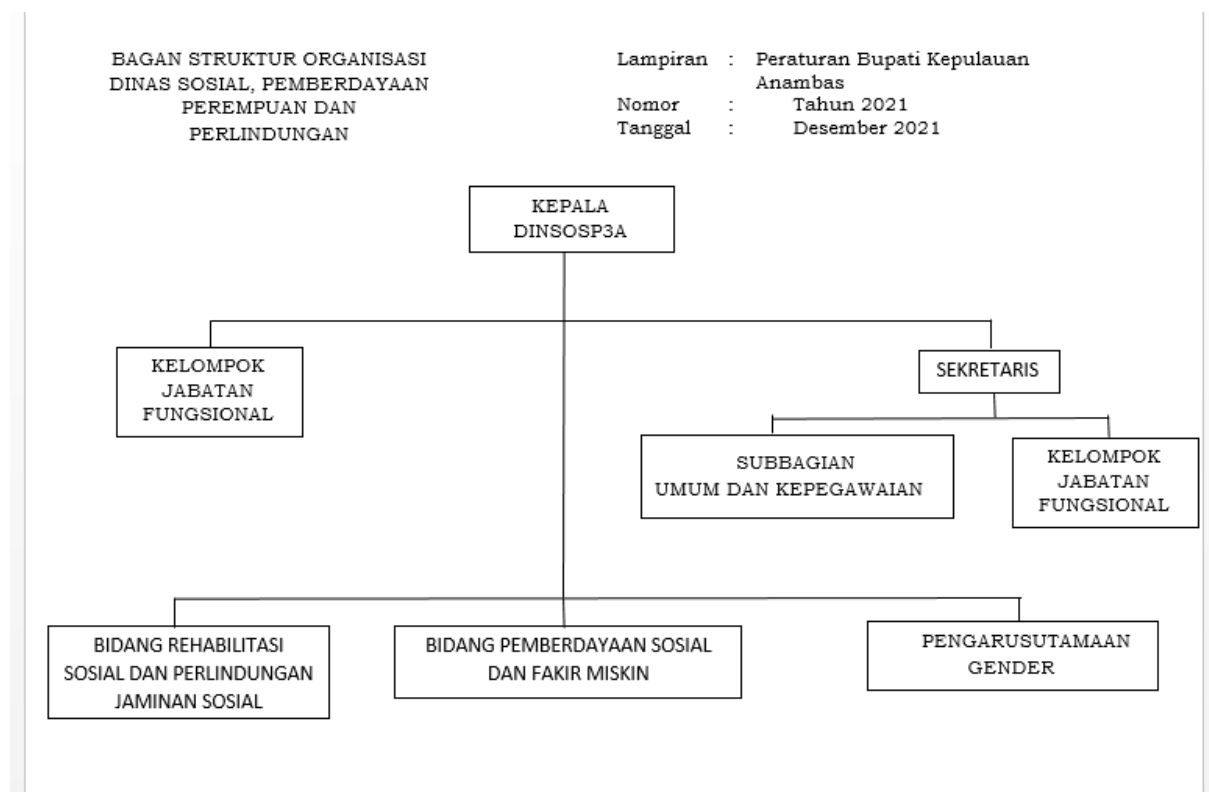 BAGAN STRUKTUR ORGANISASI
DINAS SOSIAL, PEMBERDAYAAN
PEREMPUAN DAN
PERLINDUNGAN
Lampiran : Peraturan Bupati Kepulauan
Anambas
Nomor : Tahun 2021
Tanggal : Desember 2021
KEPALA
DINSOSP3A
KELOMPOK
JABATAN
FUNGSIONAL
SEKRETARIS
SUBBAGIAN
UMUM DAN KEPEGAWAIAN
KELOMPOK
JABATAN
FUNGSIONAL
BIDANG REHABILITASI
SOSIAL DAN PERLINDUNGAN
JAMINAN SOSIAL
BIDANG PEMBERDAYAAN SOSIAL
DAN FAKIR MISKIN
PENGARUSUTAMAAN
GENDER